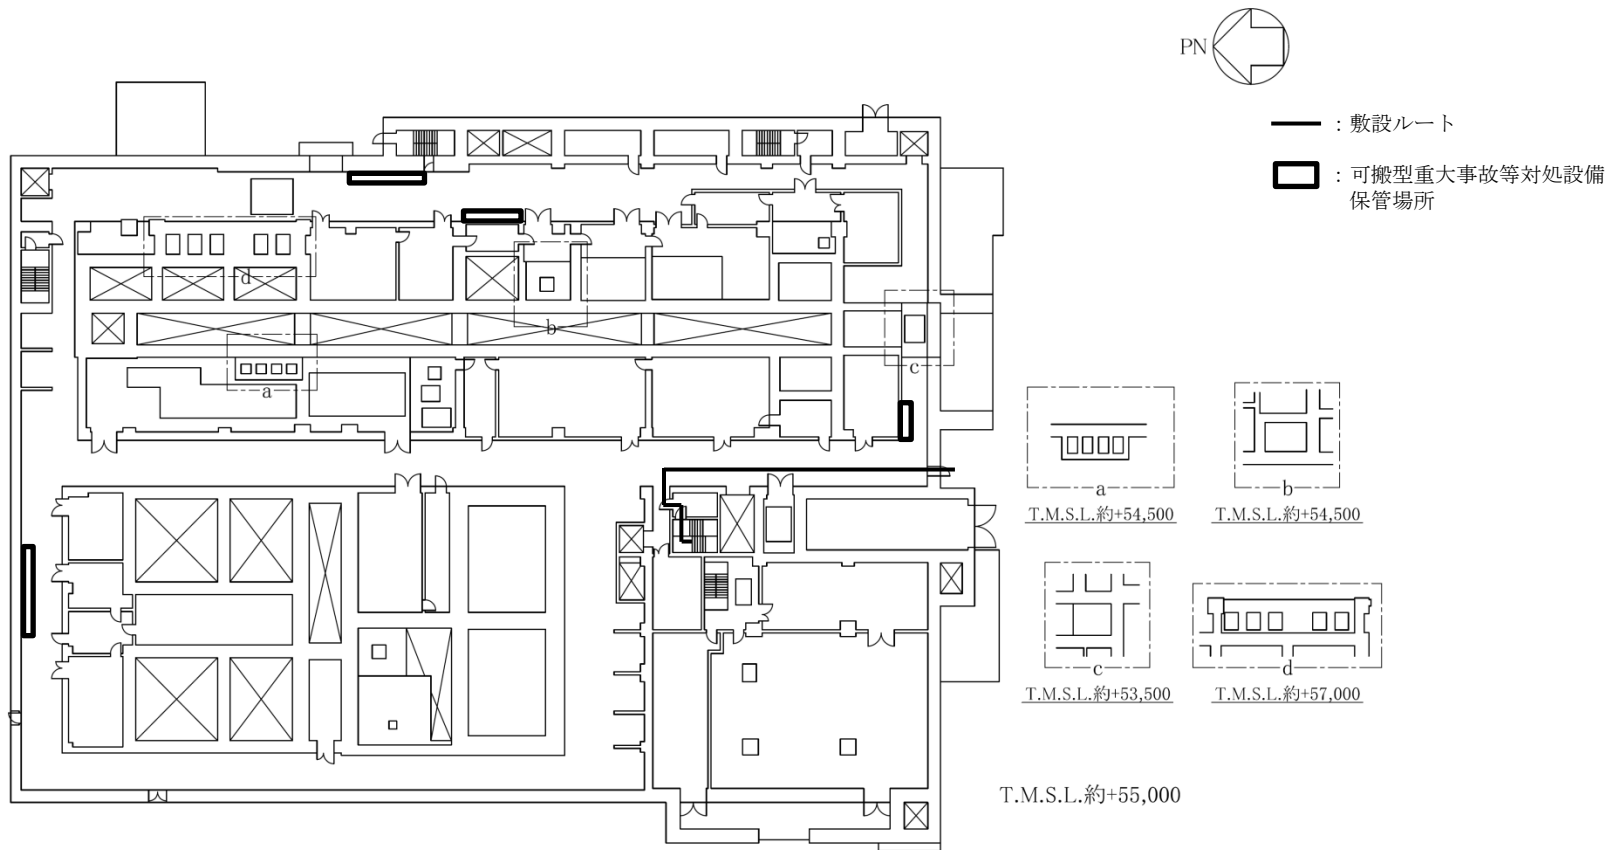 PN
: 敷設ルート
: 可搬型重大事故等対処設備
保管場所
d
b
a
c
a
T.M.S.L.約+54,500
b
T.M.S.L.約+54,500
c
T.M.S.L.約+53,500
d
T.M.S.L.約+57,000
T.M.S.L.約+55,000